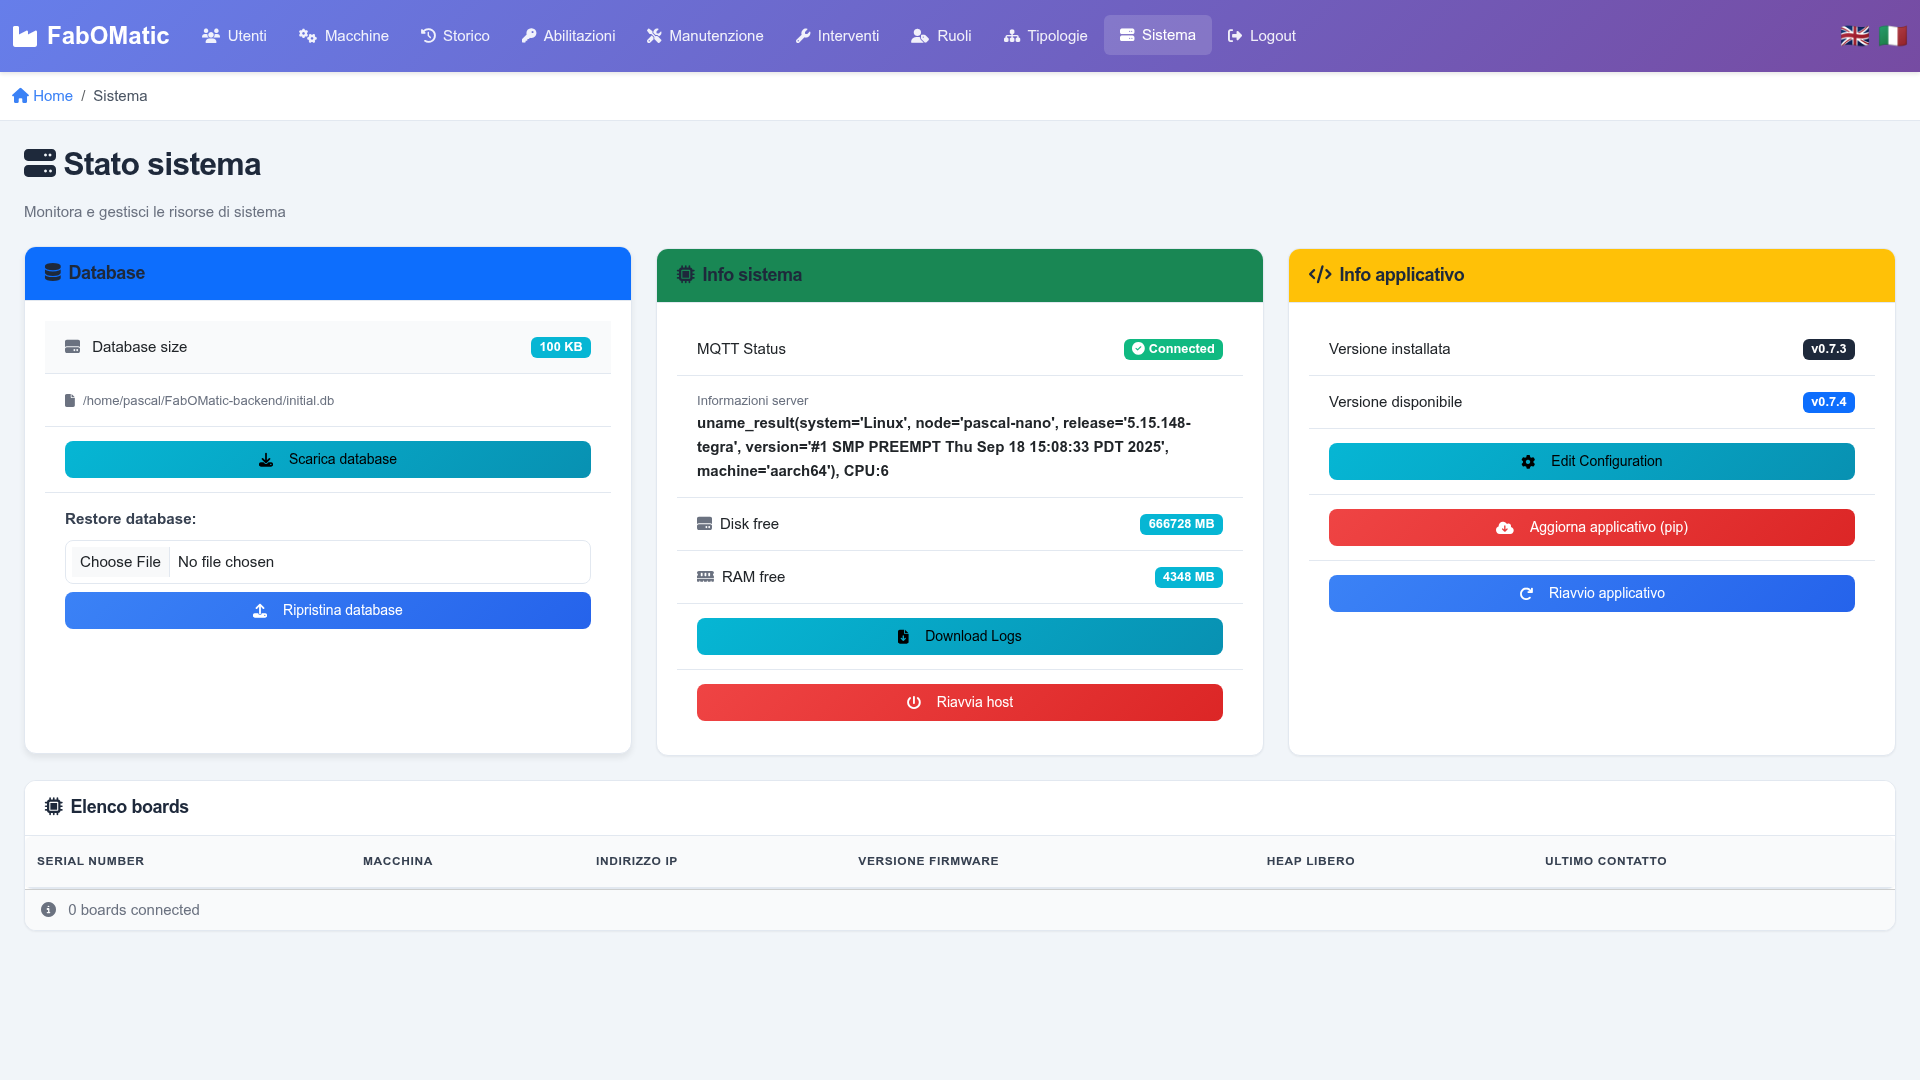 FabOMatic
Utenti
Macchine
Storico
Abilitazioni
Manutenzione
Interventi
Ruoli
Tipologie
Sistema
Logout
Home / Sistema
Stato sistema
Monitora e gestisci le risorse di sistema
Database
Database size
100 KB
/home/pascal/FabOMatic-backend/initial.db
Scarica database
Restore database:
Choose File No file chosen
Ripristina database
Info sistema
MQTT Status
Connected
Informazioni server
uname_result(system='Linux', node='pascal-nano', release='5.15.148-
tegra', version='#1 SMP PREEMPT Thu Sep 18 15:08:33 PDT 2025',
machine='aarch64'), CPU:6
Disk free
666728 MB
RAM free
4348 MB
Download Logs
Riavvia host
Info applicativo
Versione installata
v0.7.3
Versione disponibile
v0.7.4
Edit Configuration
Aggiorna applicativo (pip)
Riavvio applicativo
Elenco boards
SERIAL NUMBER
MACCHINA
INDIRIZZO IP
VERSIONE FIRMWARE
HEAP LIBERO
ULTIMO CONTATTO
0 boards connected